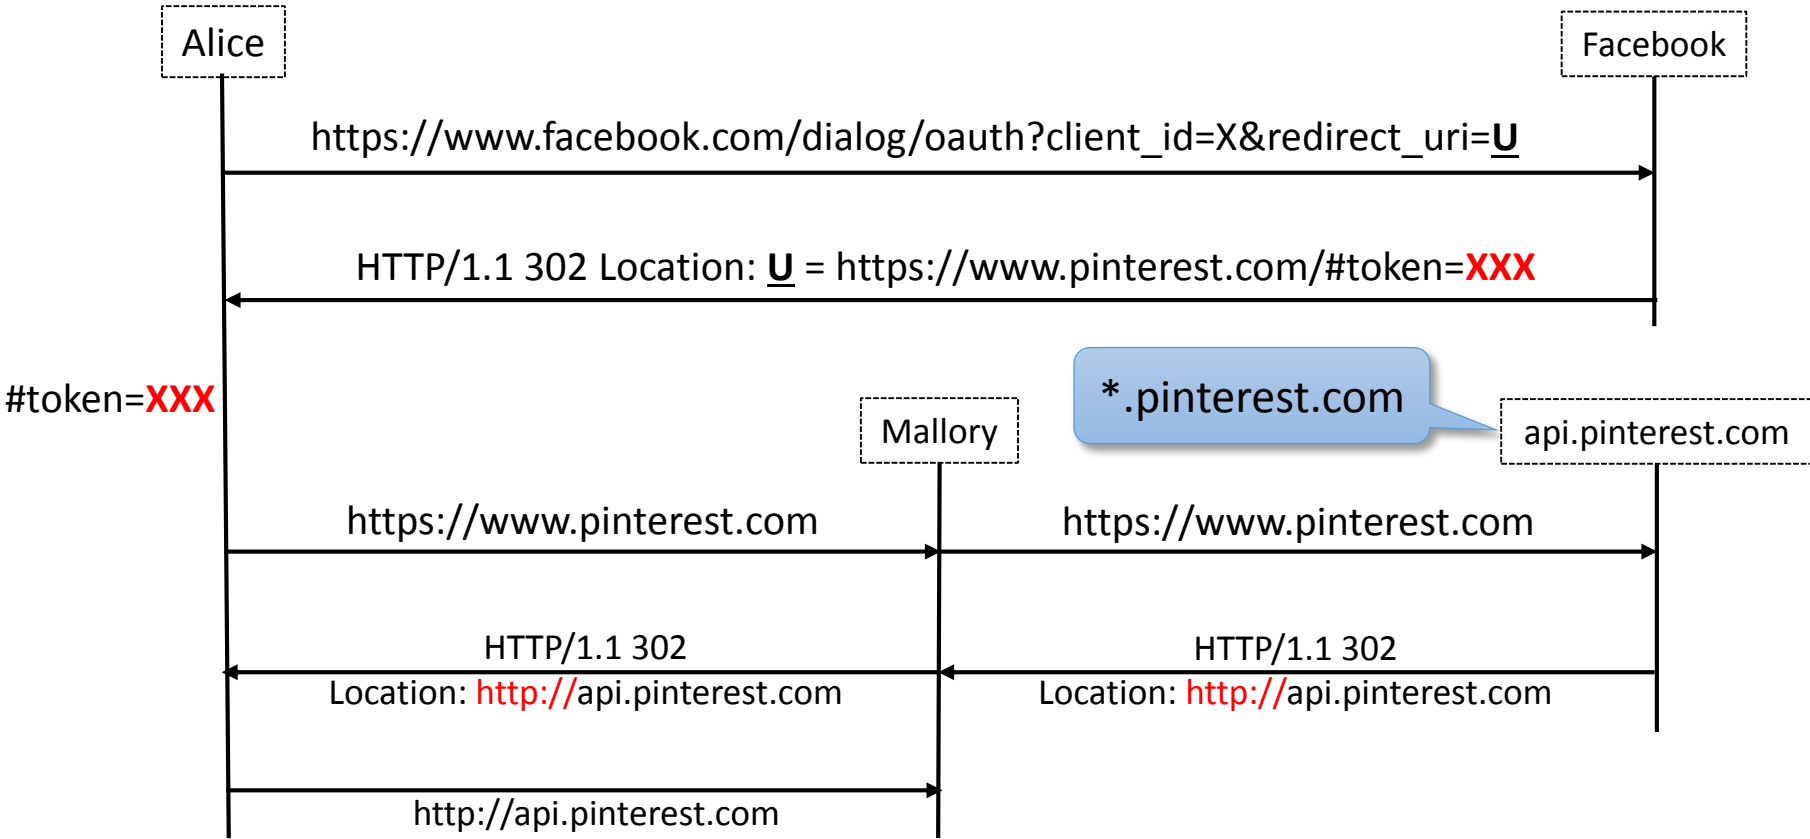 Alice
Facebook
https://www.facebook.com/dialog/oauth?client_id=X&redirect_uri=U
HTTP/1.1 302 Location: U = https://www.pinterest.com/#token=XXX
#token=XXX
*.pinterest.com
Mallory
api.pinterest.com
https://www.pinterest.com
https://www.pinterest.com
HTTP/1.1 302
Location: http://api.pinterest.com
HTTP/1.1 302
Location: http://api.pinterest.com
http://api.pinterest.com